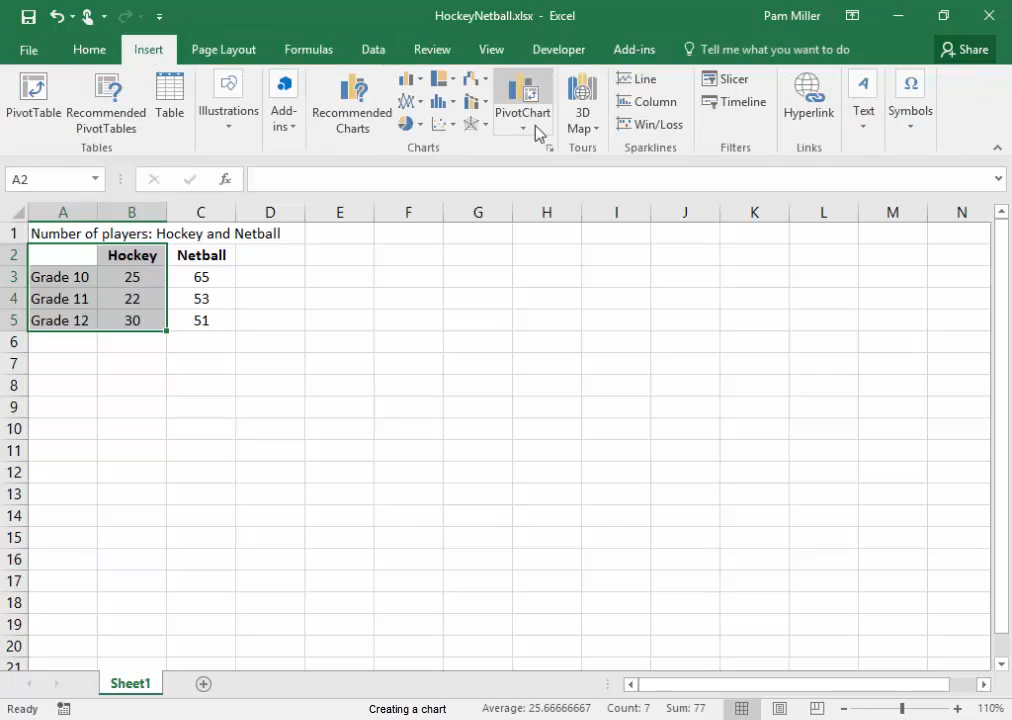 HockeyNetball.xlsx - Excel
Pam Miller
File Home Insert Page Layout Formulas Data Review View Developer Add-ins Tell me what you want to do Share
PivotTable
Recommended PivotTables
Table
Illustrations
Add-ins
Recommended Charts
PivotChart
3D Map
Line
Column
Win/Loss
Slicer
Timeline
Hyperlink
A
Text
Ω
Symbols
Tables Charts Tours Sparklines Filters Links
A2
fx
A B C D E F G H I J K L M N
1 Number of players: Hockey and Netball
2 Hockey Netball
3 Grade 10 25 65
4 Grade 11 22 53
5 Grade 12 30 51
6
7
8
9
10
11
12
13
14
15
16
17
18
19
20
21
Sheet1
Ready Creating a chart Average: 25.66666667 Count: 7 Sum: 77 110%